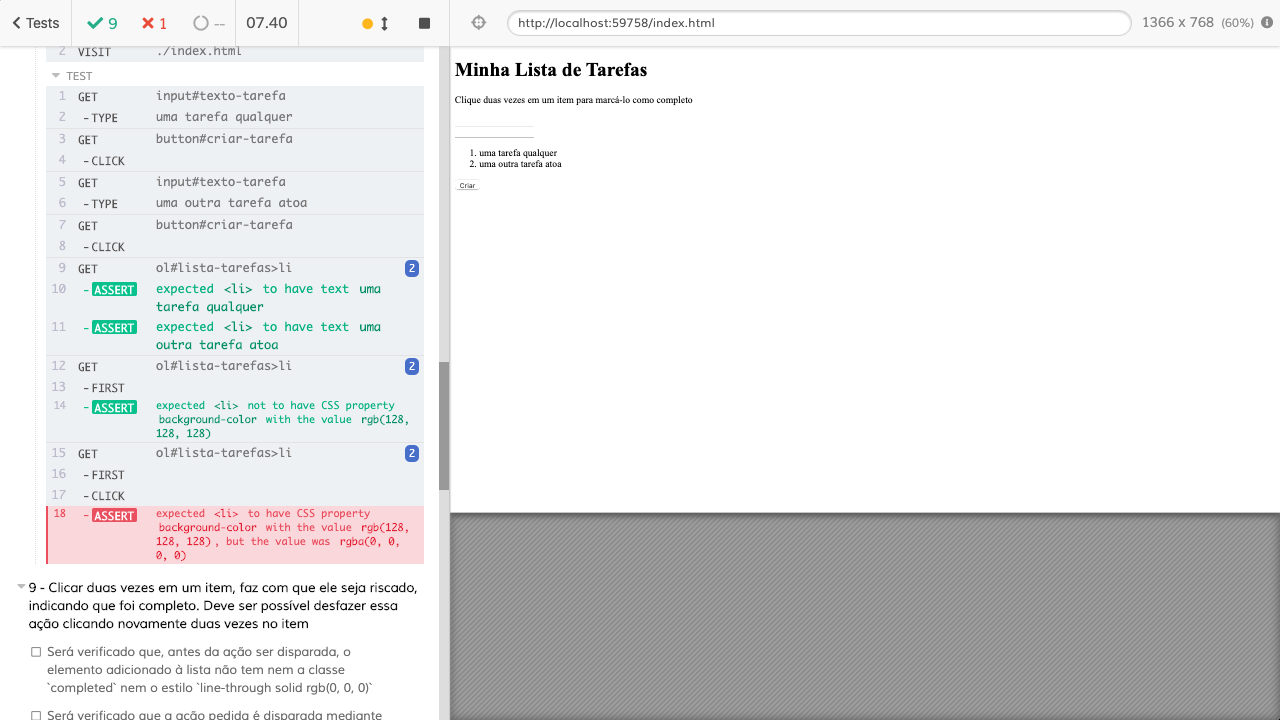 Tests
9
1
--
07.40
http://localhost:59758/index.html
1366 x 768 (60%)
2 VISIT ./index.html
TEST
1 GET input#texto-tarefa
2 -TYPE uma tarefa qualquer
3 GET button#criar-tarefa
4 -CLICK
5 GET input#texto-tarefa
6 -TYPE uma outra tarefa atoa
7 GET button#criar-tarefa
8 -CLICK
9 GET ol#lista-tarefas>li 2
10 -ASSERT expected <li> to have text uma
tarefa qualquer
11 -ASSERT expected <li> to have text uma
outra tarefa atoa
12 GET ol#lista-tarefas>li 2
13 -FIRST
14 -ASSERT expected <li> not to have CSS property
background-color with the value rgb(128,
128, 128)
15 GET ol#lista-tarefas>li 2
16 -FIRST
17 -CLICK
18 -ASSERT expected <li> to have CSS property
background-color with the value rgb(128,
128, 128), but the value was rgba(0, 0,
0, 0)
9 - Clicar duas vezes em um item, faz com que ele seja riscado,
indicando que foi completo. Deve ser possível desfazer essa
ação clicando novamente duas vezes no item
Será verificado que, antes da ação ser disparada, o
elemento adicionado à lista não tem nem a classe
`completed` nem o estilo `line-through solid rgb(0, 0, 0)`
Será verificado que a ação pedida é disparada mediante
Minha Lista de Tarefas
Clique duas vezes em um item para marcá-lo como completo
1. uma tarefa qualquer
2. uma outra tarefa atoa
Criar